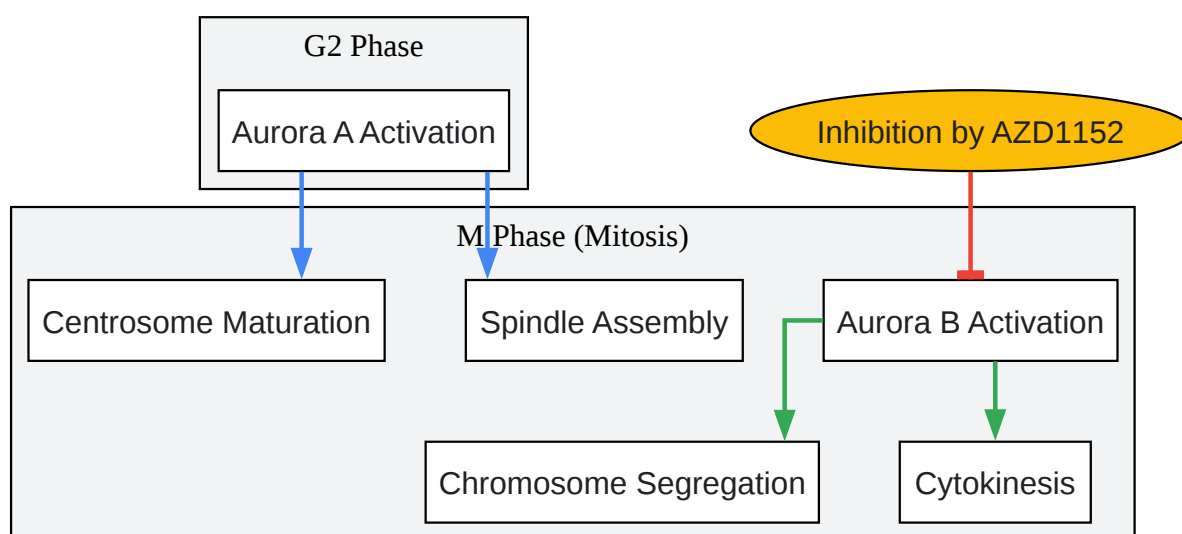 G2 Phase
Aurora A Activation
Inhibition by AZD1152
M Phase (Mitosis)
Centrosome Maturation
Spindle Assembly
Aurora B Activation
Chromosome Segregation
Cytokinesis